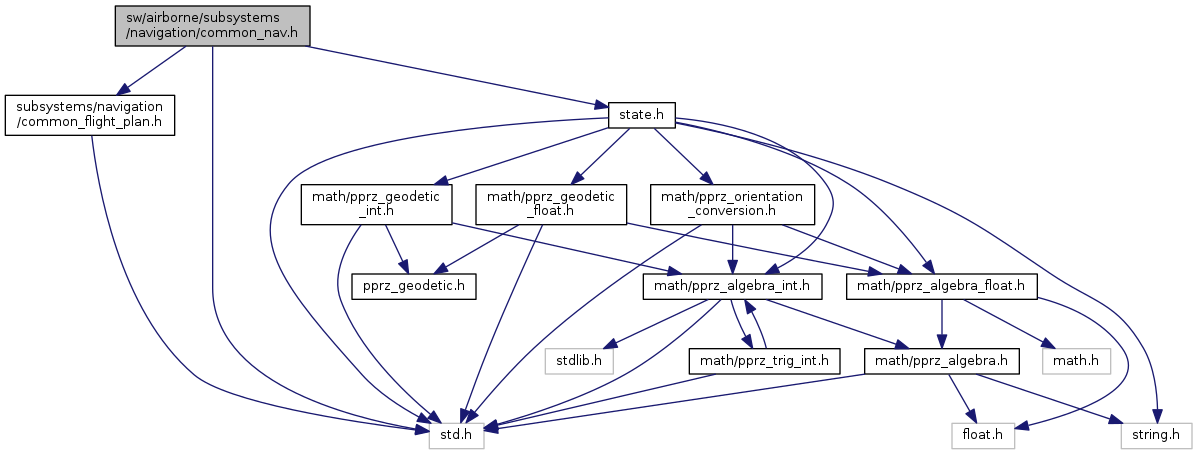 sw/airborne/subsystems
/navigation/common_nav.h
subsystems/navigation
/common_flight_plan.h
state.h
math/pprz_geodetic
_int.h
math/pprz_geodetic
_float.h
math/pprz_orientation
_conversion.h
pprz_geodetic.h
math/pprz_algebra_int.h
math/pprz_algebra_float.h
stdlib.h
math/pprz_trig_int.h
math/pprz_algebra.h
math.h
std.h
float.h
string.h